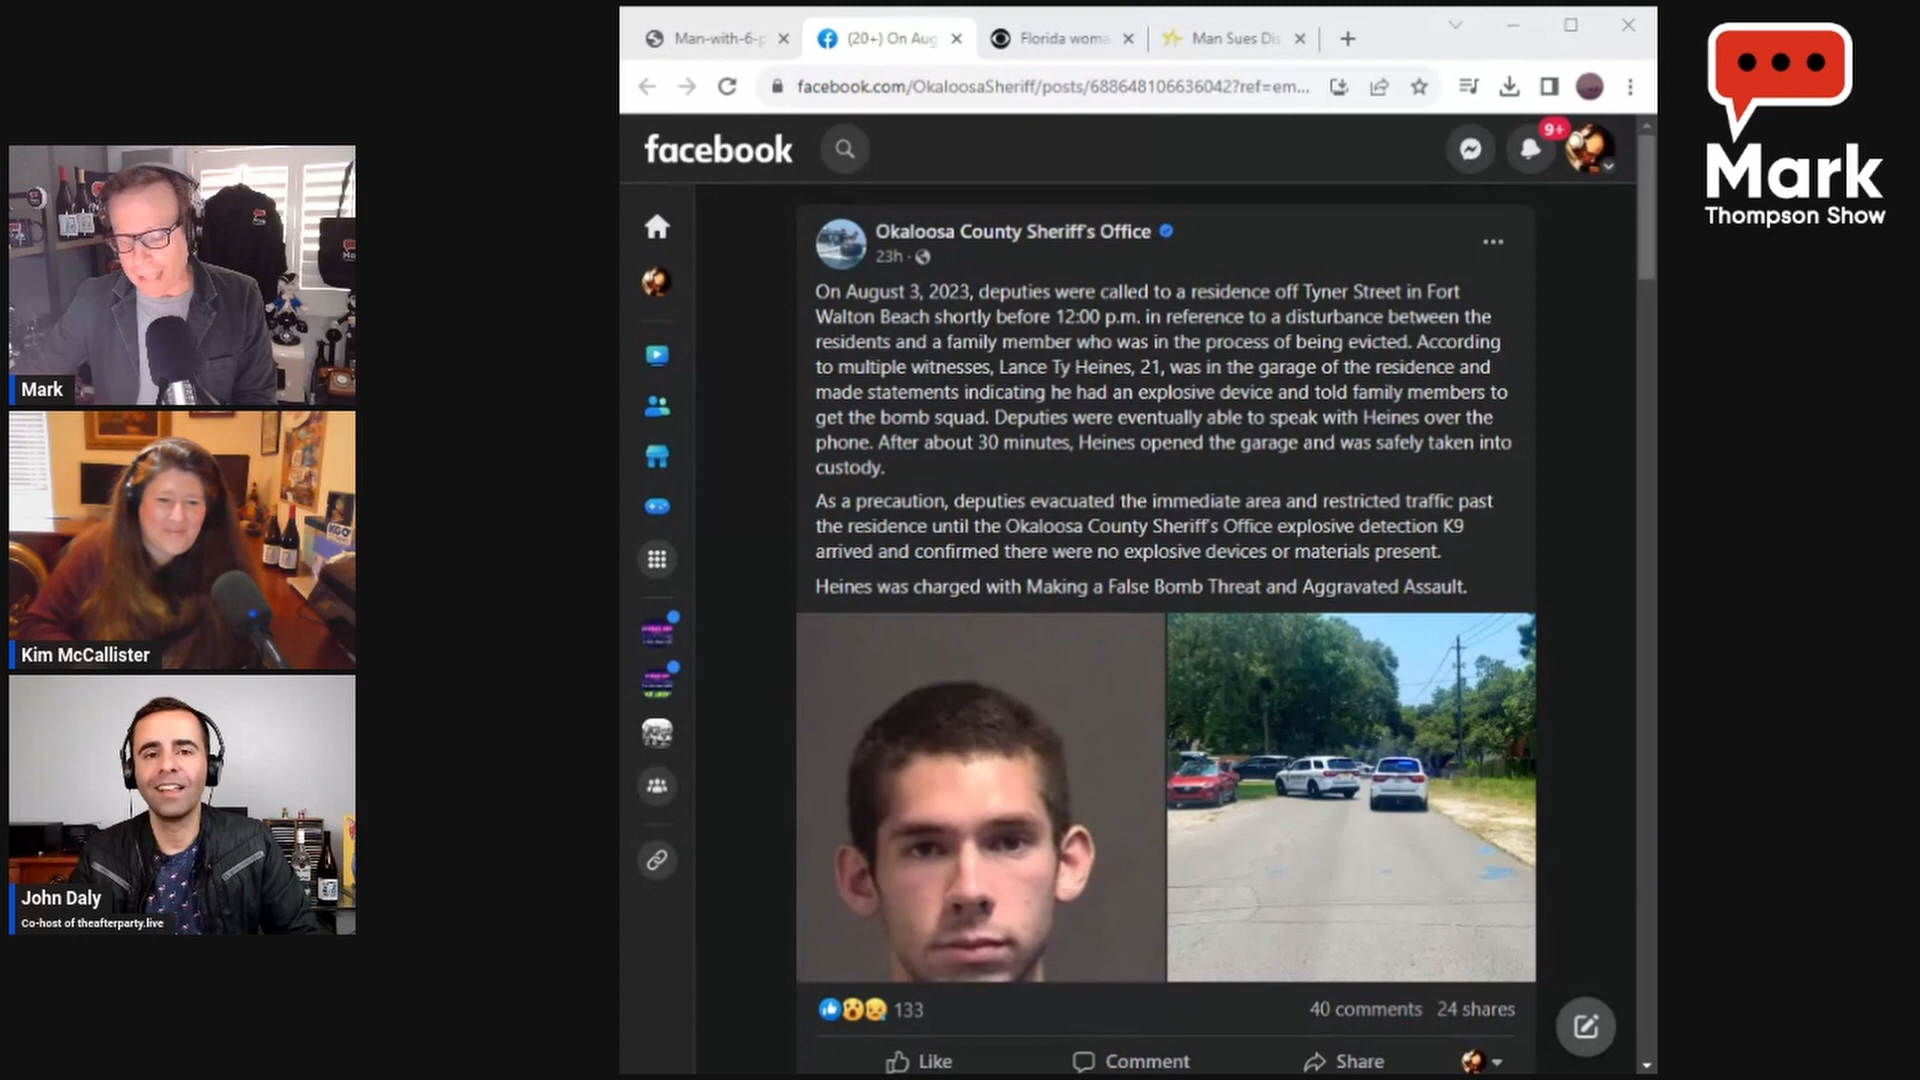 Man-with-6-p
(20+) On Aug
Florida woma
Man Sues Dis
facebook.com/OkaloosaSheriff/posts/688648106636042?ref=em...
facebook
9+
Mark
Thompson Show
Okaloosa County Sheriff's Office
23h ·
On August 3, 2023, deputies were called to a residence off Tyner Street in Fort
Walton Beach shortly before 12:00 p.m. in reference to a disturbance between the
residents and a family member who was in the process of being evicted. According
to multiple witnesses, Lance Ty Heines, 21, was in the garage of the residence and
made statements indicating he had an explosive device and told family members to
get the bomb squad. Deputies were eventually able to speak with Heines over the
phone. After about 30 minutes, Heines opened the garage and was safely taken into
custody.
As a precaution, deputies evacuated the immediate area and restricted traffic past
the residence until the Okaloosa County Sheriff's Office explosive detection K9
arrived and confirmed there were no explosive devices or materials present.
Heines was charged with Making a False Bomb Threat and Aggravated Assault.
133
40 comments 24 shares
Like
Comment
Share
Mark
Kim McCallister
John Daly
Co-host of theafterparty.live